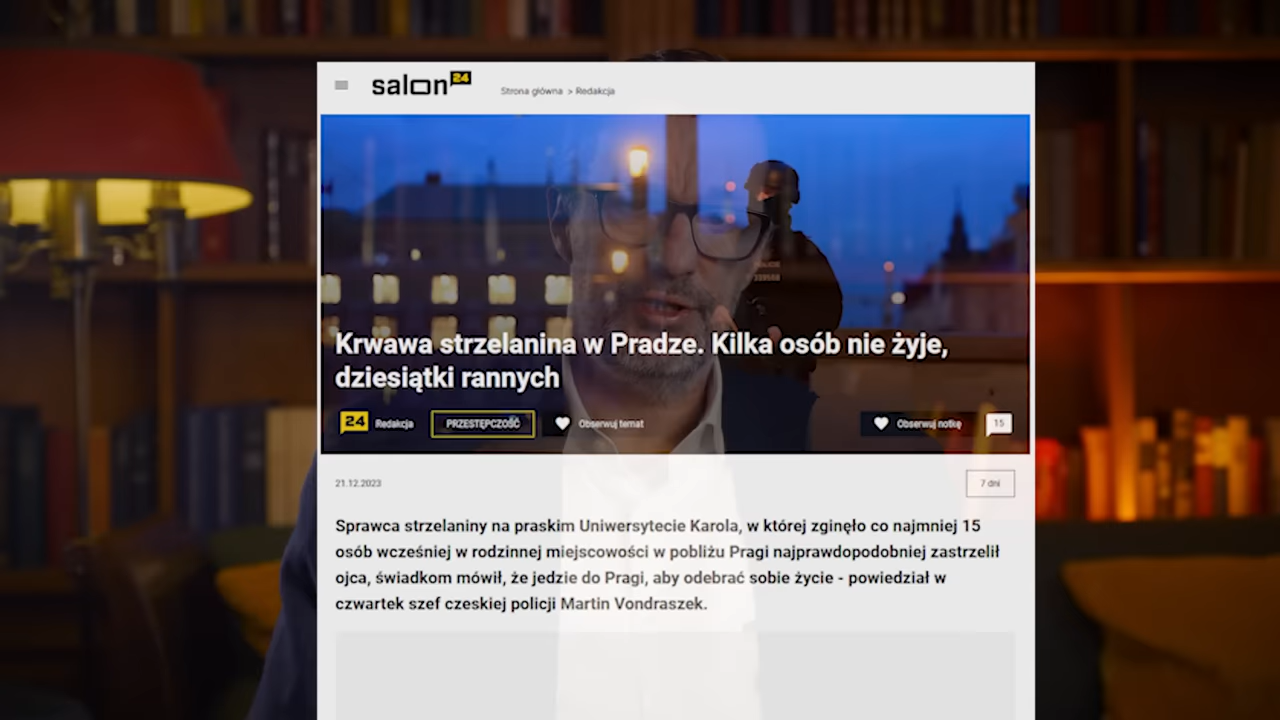 salon24
Strona główna > Redakcja
Krwawa strzelanina w Pradze. Kilka osób nie żyje,
dziesiątki rannych
24 Redakcja PRZESTĘPCZOŚĆ Obserwuj temat Obserwuj notkę 15
21.12.2023 7 dni
Sprawca strzelaniny na praskim Uniwersytecie Karola, w której zginęło co najmniej 15
osób wcześniej w rodzinnej miejscowości w pobliżu Pragi najprawdopodobniej zastrzelił
ojca, świadkom mówił, że jedzie do Pragi, aby odebrać sobie życie - powiedział w
czwartek szef czeskiej policji Martin Vondraszek.